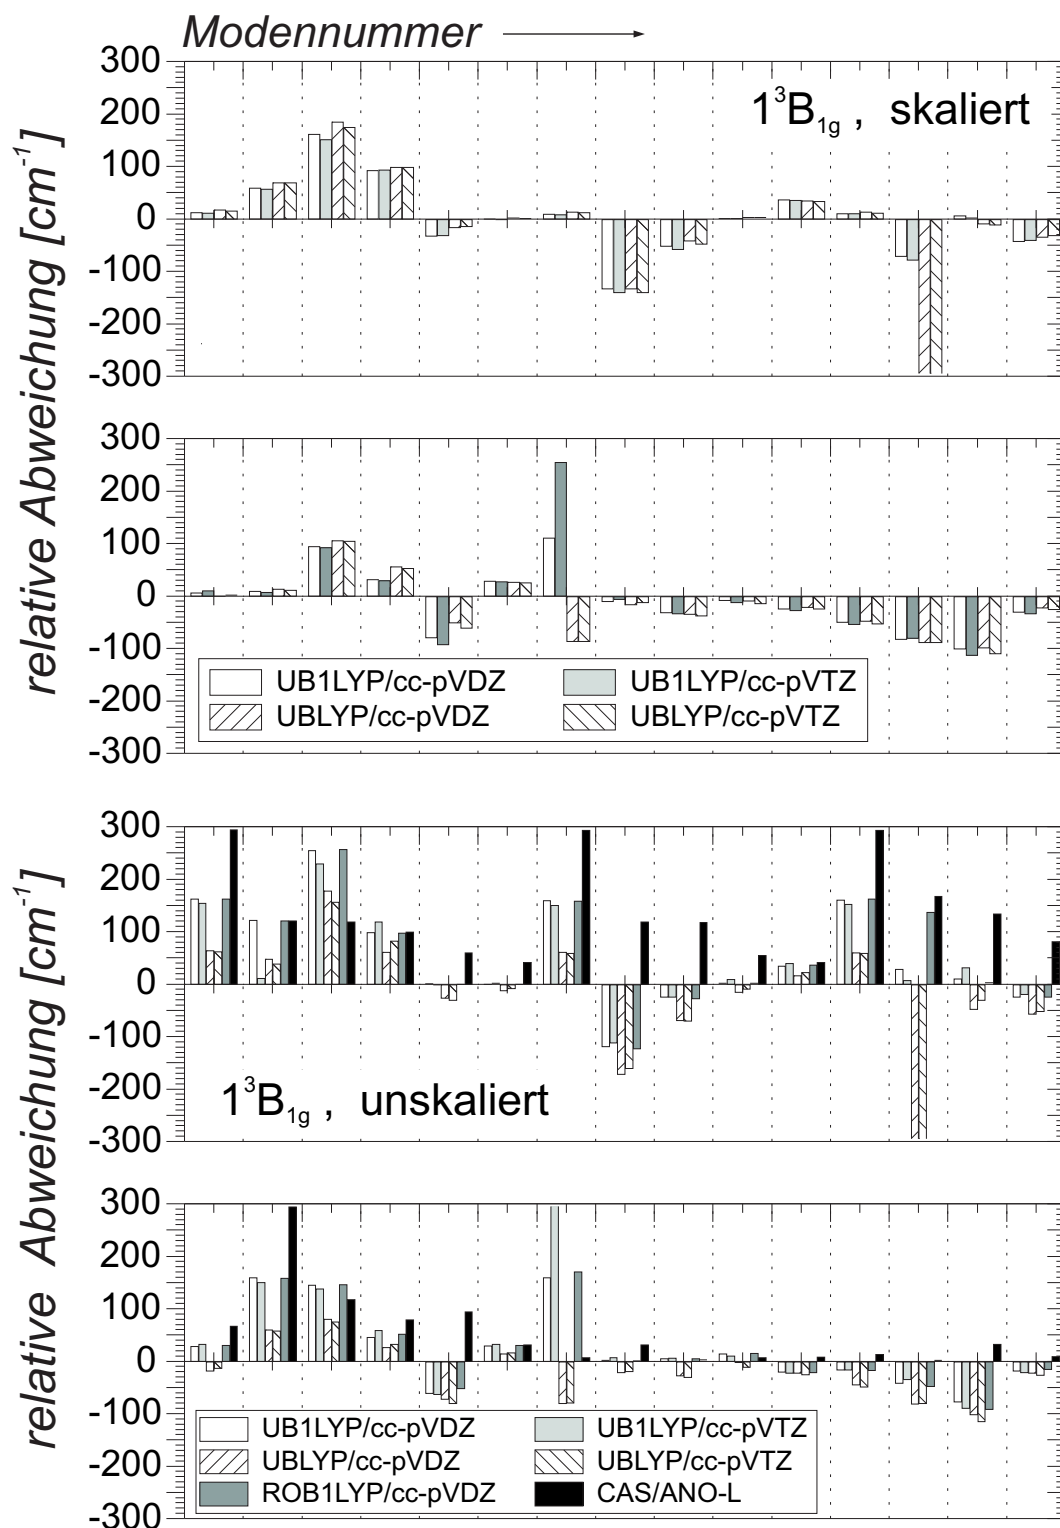 Modennummer
relative Abweichung [cm⁻¹]
1³B₁g , skaliert
300
200
100
0
-100
-200
-300
300
200
100
0
-100
-200
-300
UB1LYP/cc-pVDZ
UB1LYP/cc-pVTZ
UBLYP/cc-pVDZ
UBLYP/cc-pVTZ
relative Abweichung [cm⁻¹]
300
200
100
0
-100
-200
-300
1³B₁g , unskaliert
300
200
100
0
-100
-200
-300
UB1LYP/cc-pVDZ
UB1LYP/cc-pVTZ
UBLYP/cc-pVDZ
UBLYP/cc-pVTZ
ROB1LYP/cc-pVDZ
CAS/ANO-L